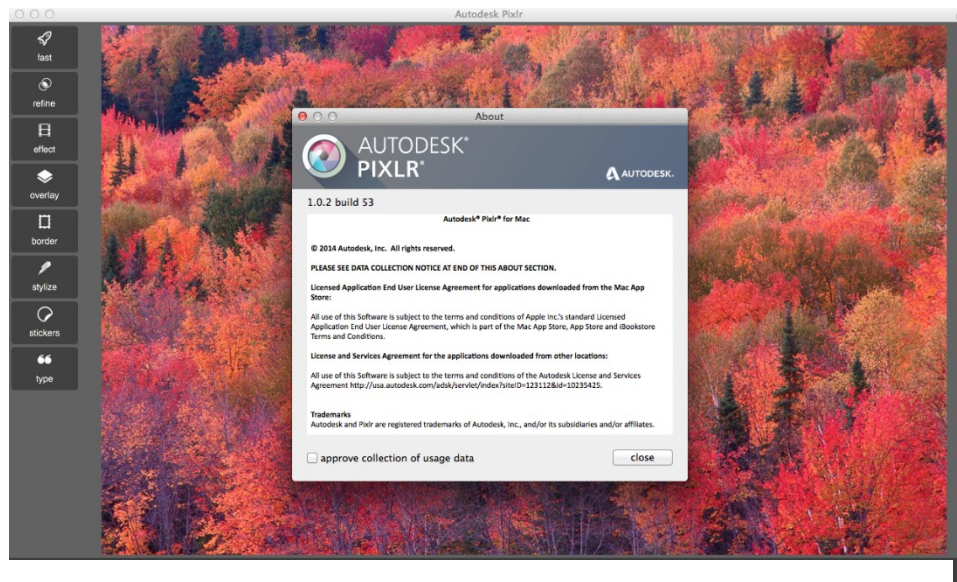 Autodesk Pixlr
fast
refine
effect
overlay
border
stylize
stickers
type
About
AUTODESK®
PIXLR®
AUTODESK.
1.0.2 build 53
Autodesk® Pixlr® for Mac
© 2014 Autodesk, Inc.  All rights reserved.
PLEASE SEE DATA COLLECTION NOTICE AT END OF THIS ABOUT SECTION.
Licensed Application End User License Agreement for applications downloaded from the Mac App
Store:
All use of this Software is subject to the terms and conditions of Apple Inc.'s standard Licensed
Application End User License Agreement, which is part of the Mac App Store, App Store and iBookstore
Terms and Conditions.
License and Services Agreement for the applications downloaded from other locations:
All use of this Software is subject to the terms and conditions of the Autodesk License and Services
Agreement http://usa.autodesk.com/adsk/servlet/index?siteID=123112&id=10235425.
Trademarks
Autodesk and Pixlr are registered trademarks of Autodesk, Inc., and/or its subsidiaries and/or affiliates.
approve collection of usage data
close